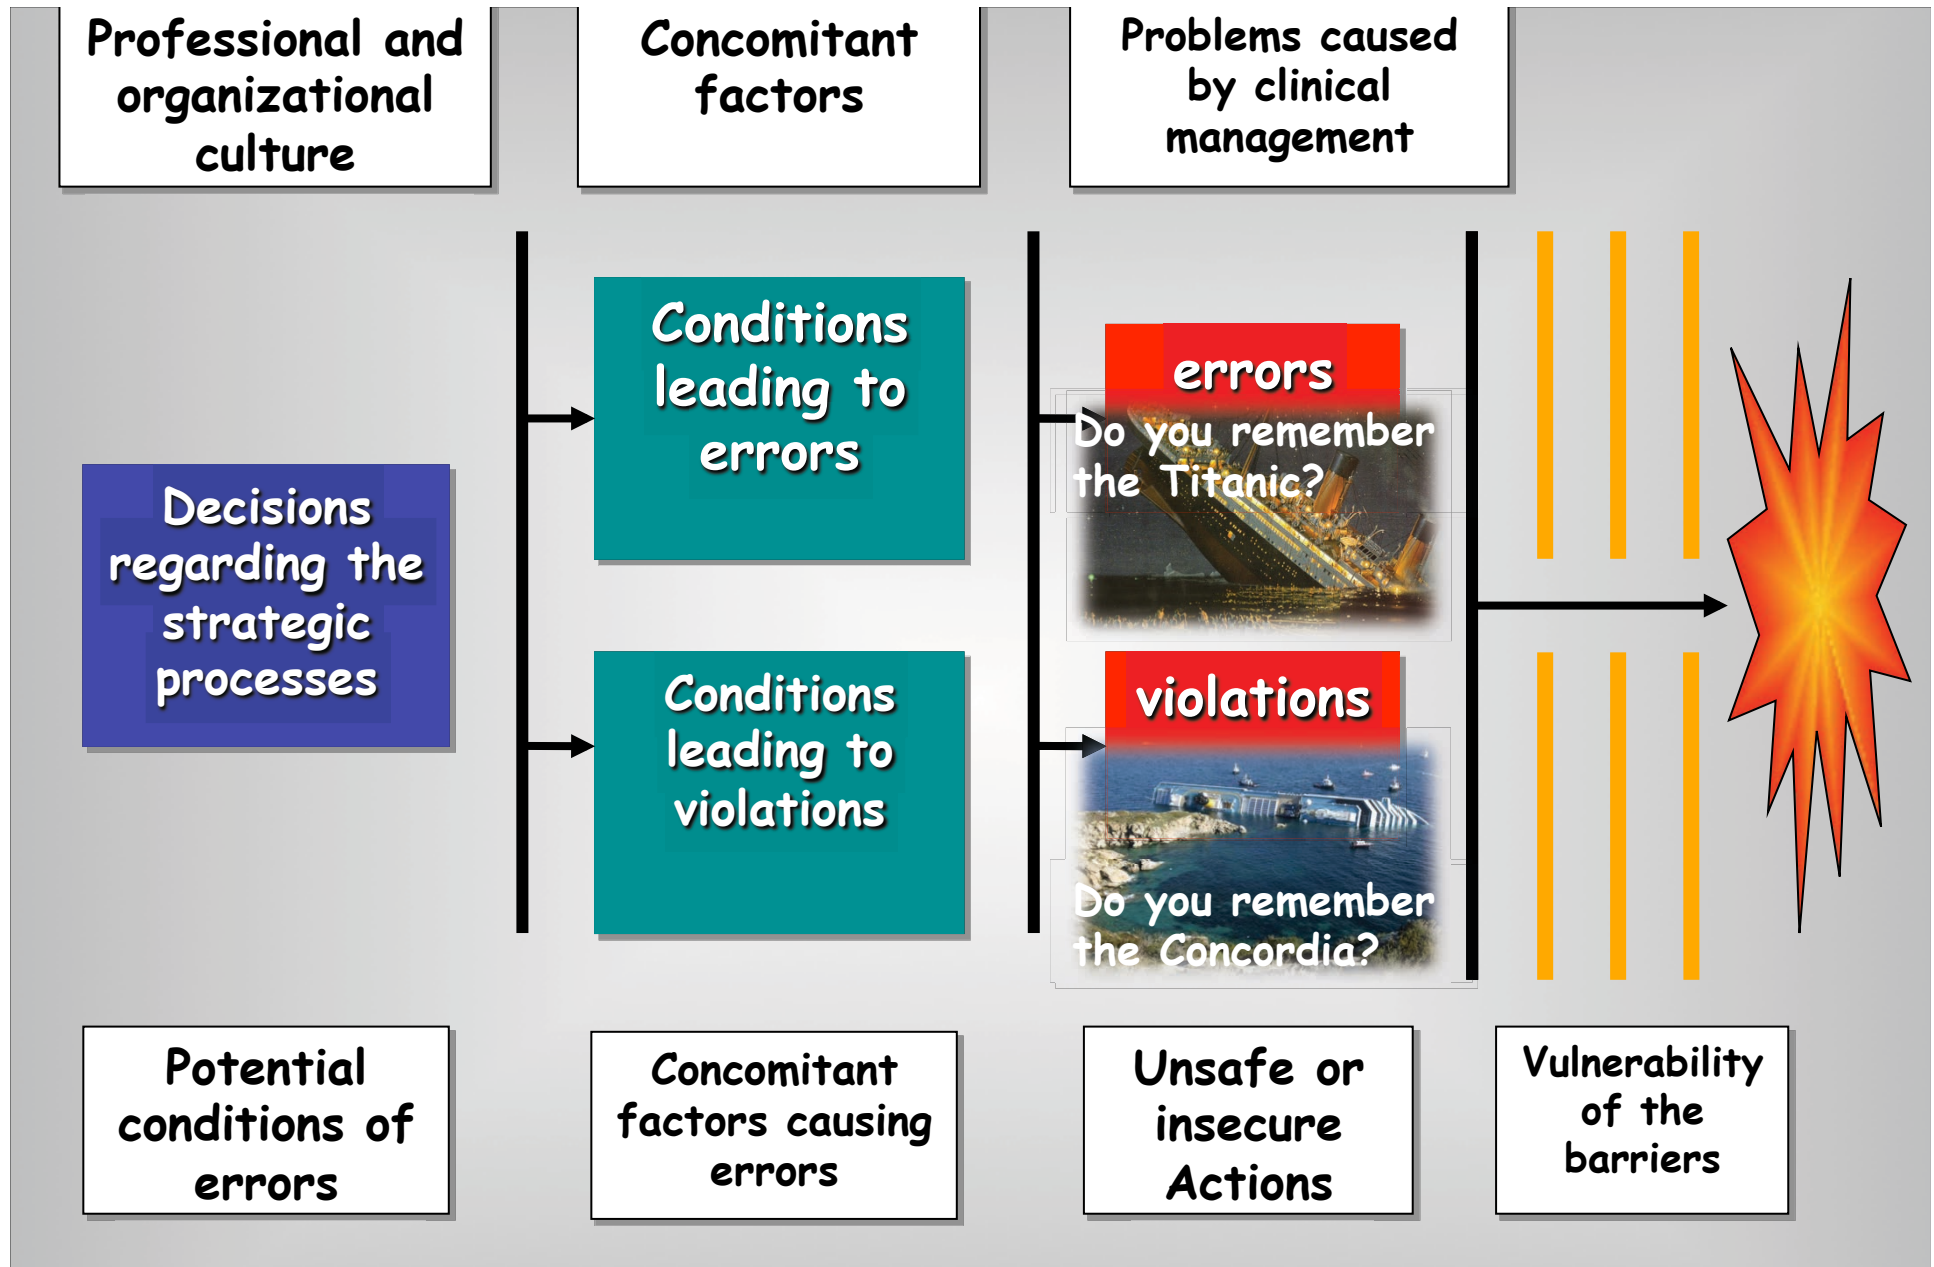 Professional and
organizational
culture
Concomitant
factors
Problems caused
by clinical
management
Decisions
regarding the
strategic
processes
Conditions
leading to
errors
Conditions
leading to
violations
errors
Do you remember
the Titanic?
violations
Do you remember
the Concordia?
Potential
conditions of
errors
Concomitant
factors causing
errors
Unsafe or
insecure
Actions
Vulnerability
of the
barriers